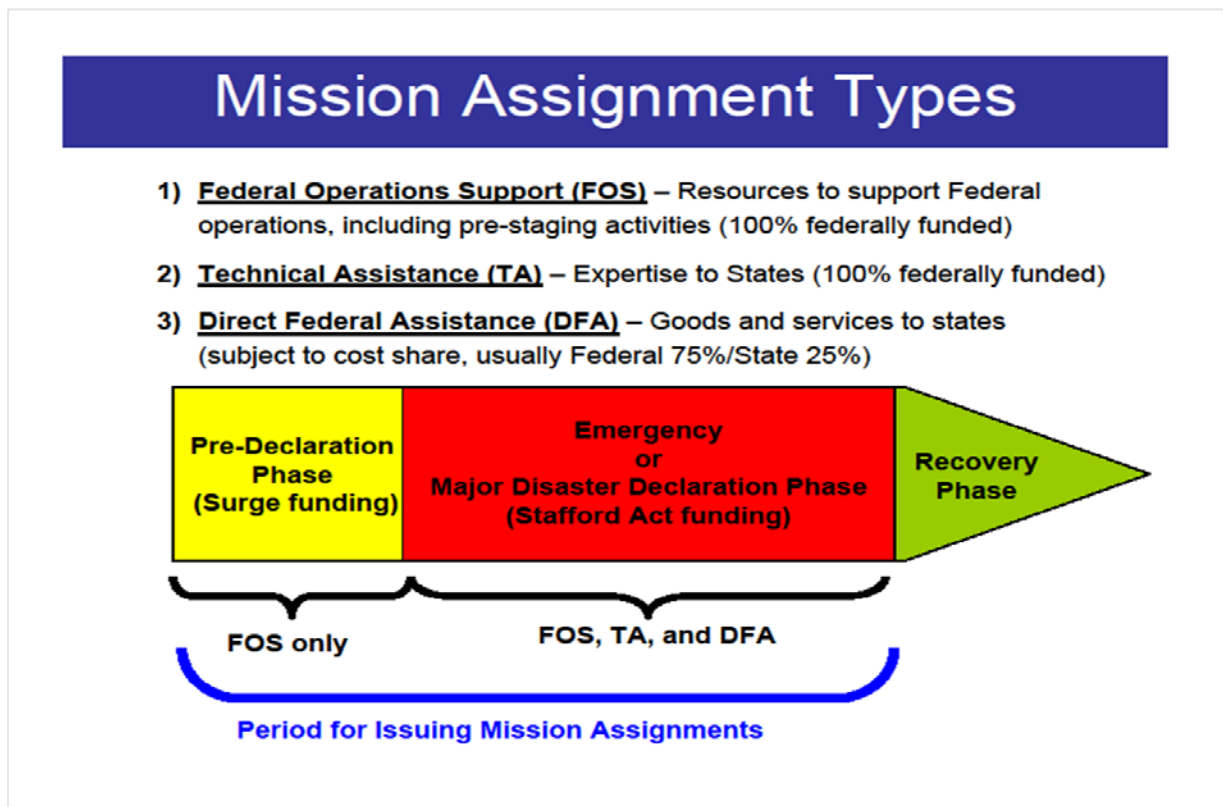 Mission Assignment Types
1) Federal Operations Support (FOS) – Resources to support Federal
operations, including pre-staging activities (100% federally funded)
2) Technical Assistance (TA) – Expertise to States (100% federally funded)
3) Direct Federal Assistance (DFA) – Goods and services to states
(subject to cost share, usually Federal 75%/State 25%)
Pre-Declaration
Phase
(Surge funding)
Emergency
or
Major Disaster Declaration Phase
(Stafford Act funding)
Recovery
Phase
FOS only
FOS, TA, and DFA
Period for Issuing Mission Assignments